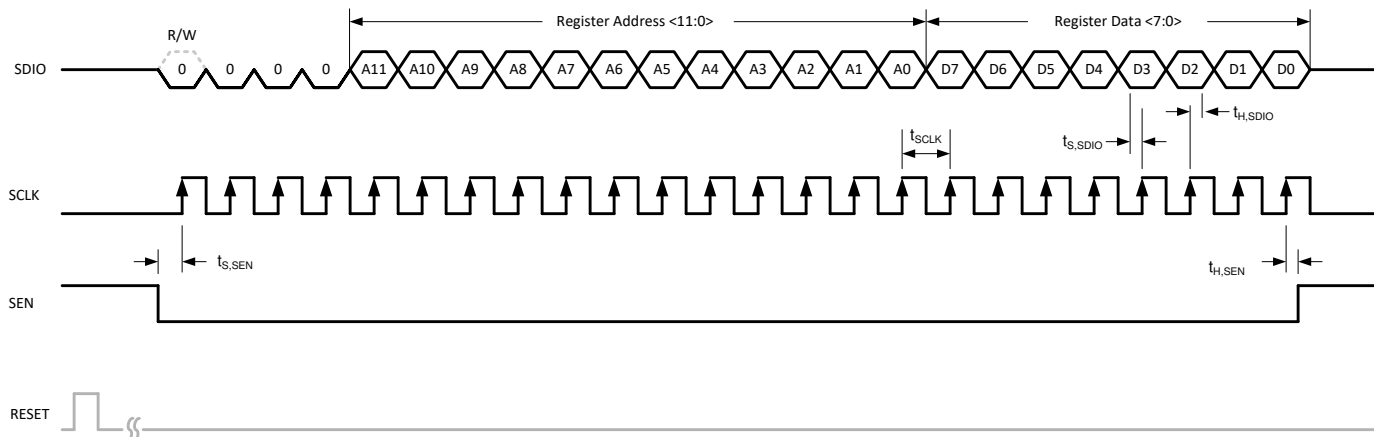 Register Address <11:0> Register Data <7:0>
R/W
SDIO 0 0 0 0 A11 A10 A9 A8 A7 A6 A5 A4 A3 A2 A1 A0 D7 D6 D5 D4 D3 D2 D1 D0
tH,SDIO
tSCLK tS,SDIO
SCLK
tS,SEN tH,SEN
SEN
RESET